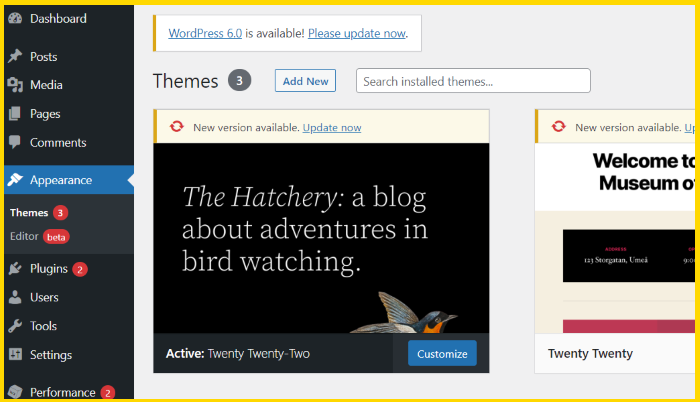 Dashboard
Posts
Media
Pages
Comments
Appearance
Themes 3
Editor beta
Plugins 2
Users
Tools
Settings
Performance 2
WordPress 6.0 is available! Please update now.
Themes 3 Add New Search installed themes...
New version available. Update now
The Hatchery: a blog
about adventures in
bird watching.
Active: Twenty Twenty-Two Customize
New version available.
Welcome to
Museum of
123 Storgatan, Umeå
9:00
Twenty Twenty